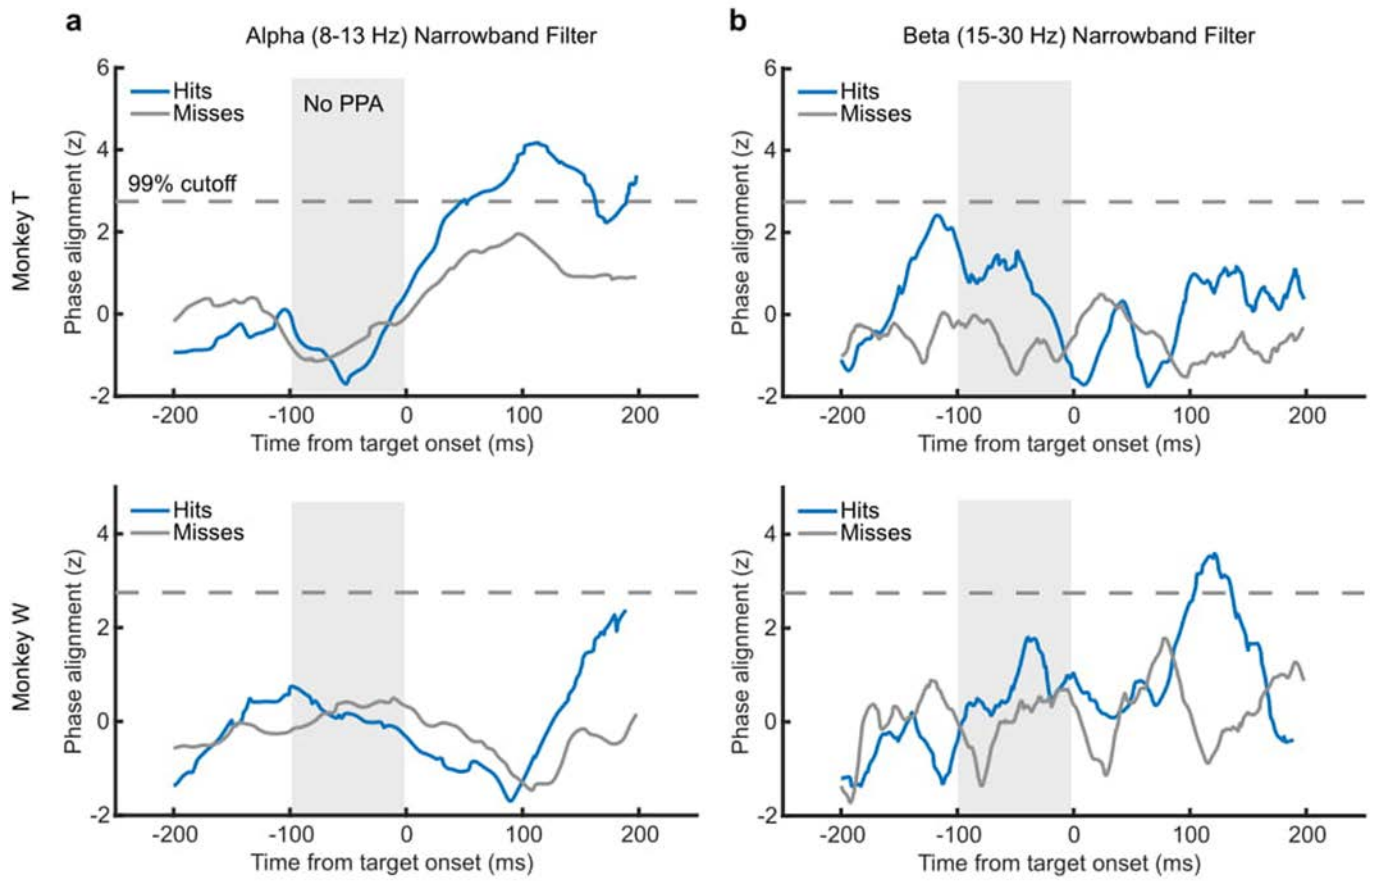 a
Alpha (8-13 Hz) Narrowband Filter
b
Beta (15-30 Hz) Narrowband Filter
Monkey T
Phase alignment (z)
6
4
2
0
-2
Hits
Misses
No PPA
99% cutoff
-200 -100 0 100 200
Time from target onset (ms)
Phase alignment (z)
6
4
2
0
-2
Hits
Misses
-200 -100 0 100 200
Time from target onset (ms)
Monkey W
Phase alignment (z)
4
2
0
-2
Hits
Misses
-200 -100 0 100 200
Time from target onset (ms)
Phase alignment (z)
4
2
0
-2
Hits
Misses
-200 -100 0 100 200
Time from target onset (ms)